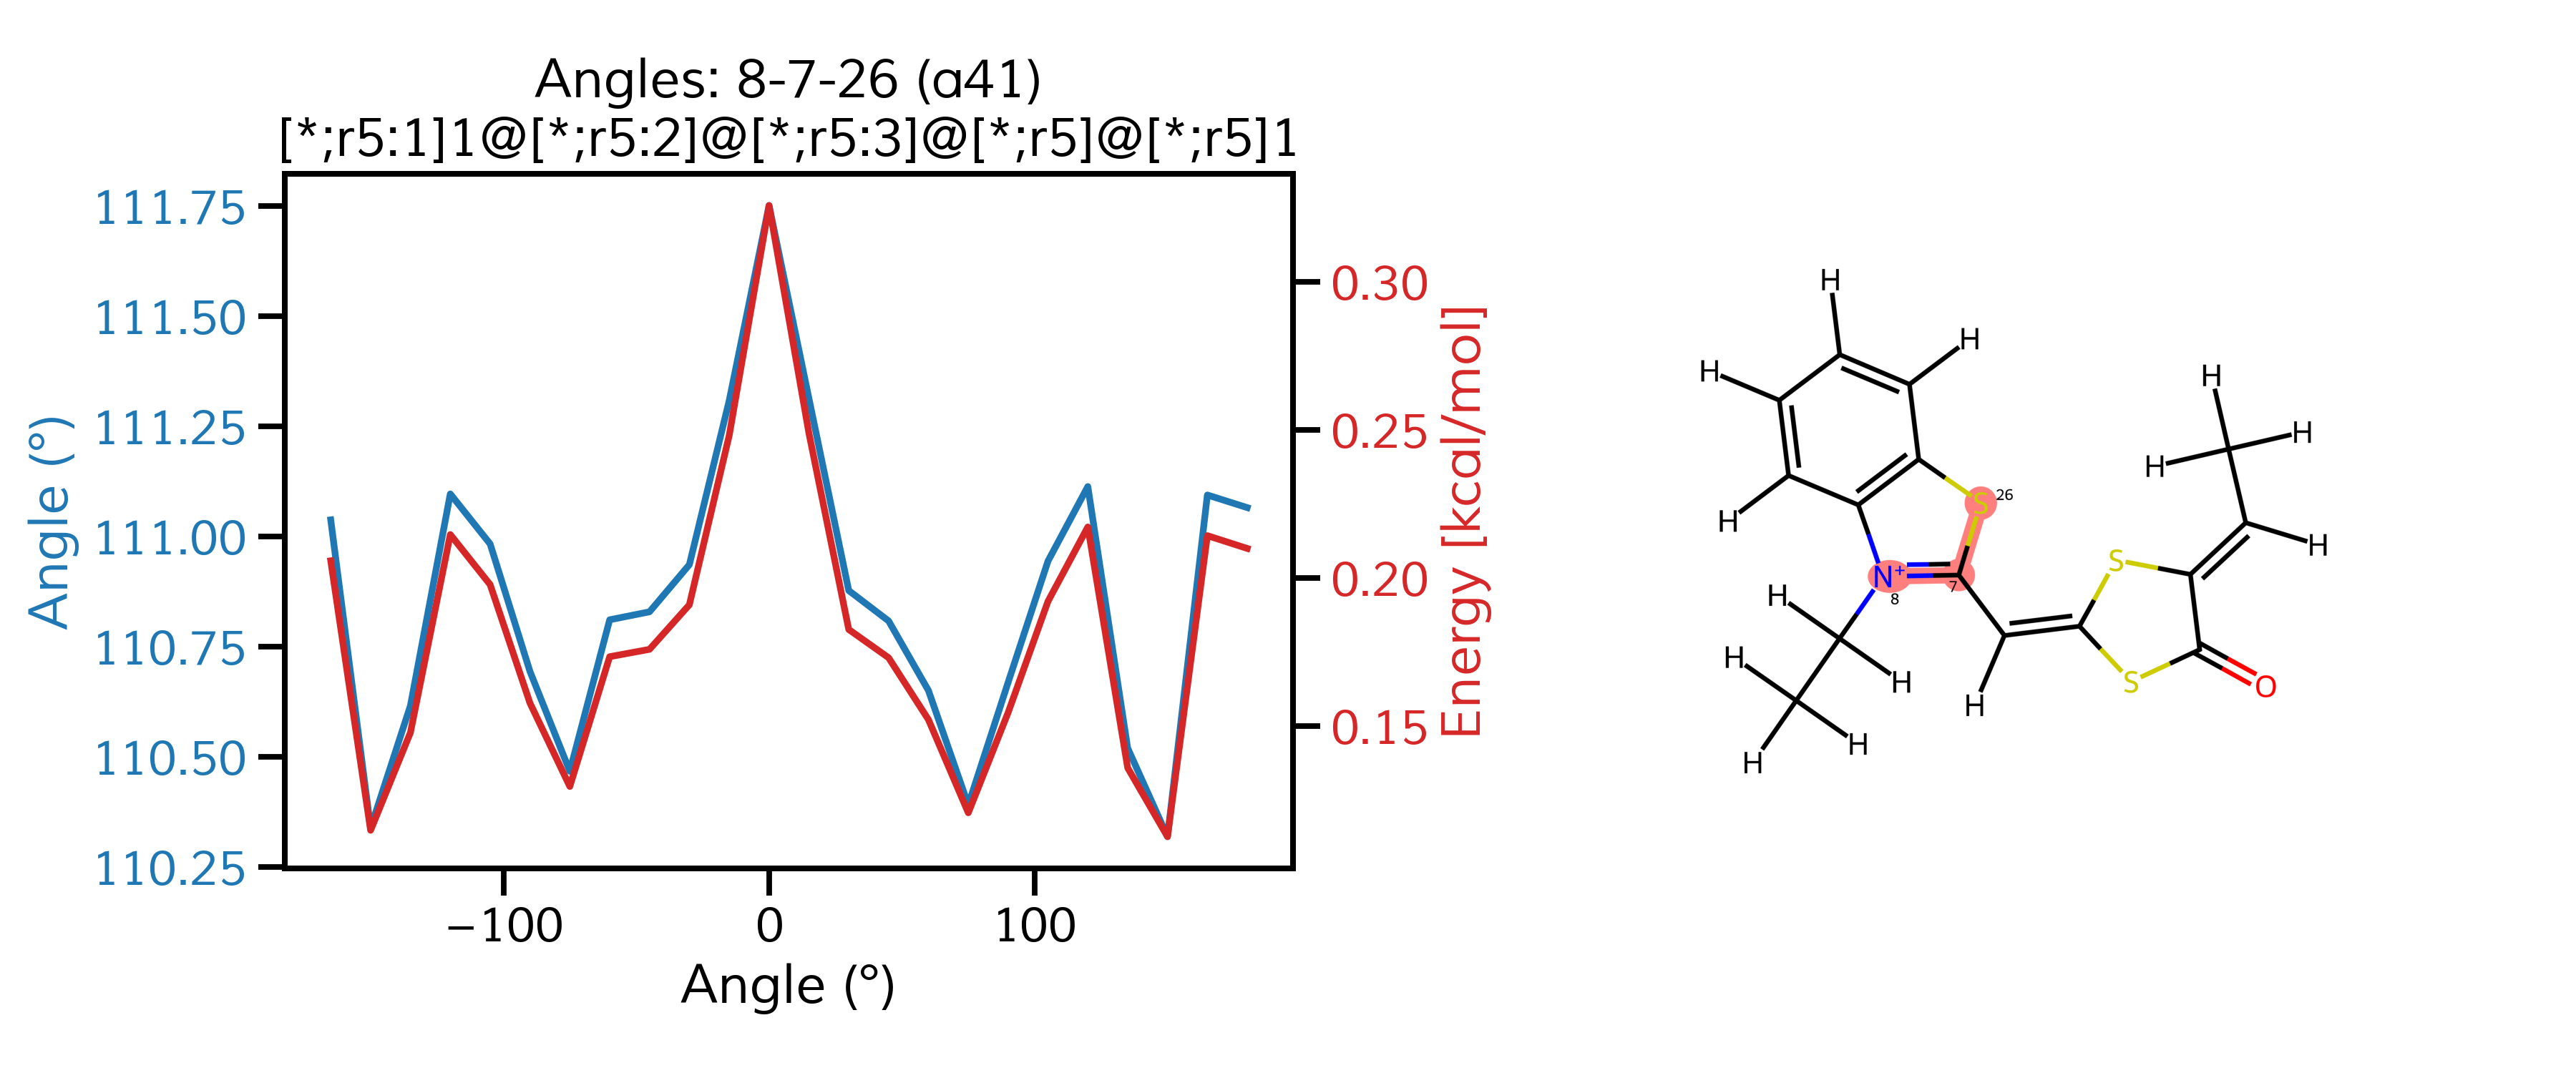 Angles: 8-7-26 (a41)
[*;r5:1]1@[*;r5:2]@[*;r5:3]@[*;r5]@[*;r5]1
Angle (°)
111.75
111.50
111.25
111.00
110.75
110.50
110.25
−100
0
100
Angle (°)
0.30
0.25
0.20
0.15
Energy [kcal/mol]
H
H
H
H
H
H
H
S
26
H
H
S
N+
7
H
8
H
H
S
O
H
H
H